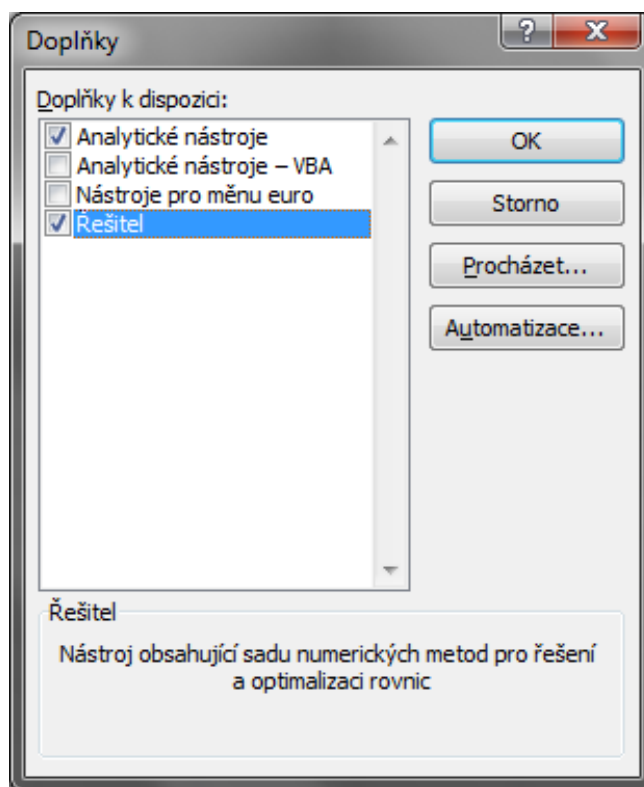 Doplňky
Doplňky k dispozici:
Analytické nástroje
Analytické nástroje – VBA
Nástroje pro měnu euro
Řešitel
OK
Storno
Procházet...
Automatizace...
Řešitel
Nástroj obsahující sadu numerických metod pro řešení
a optimalizaci rovnic